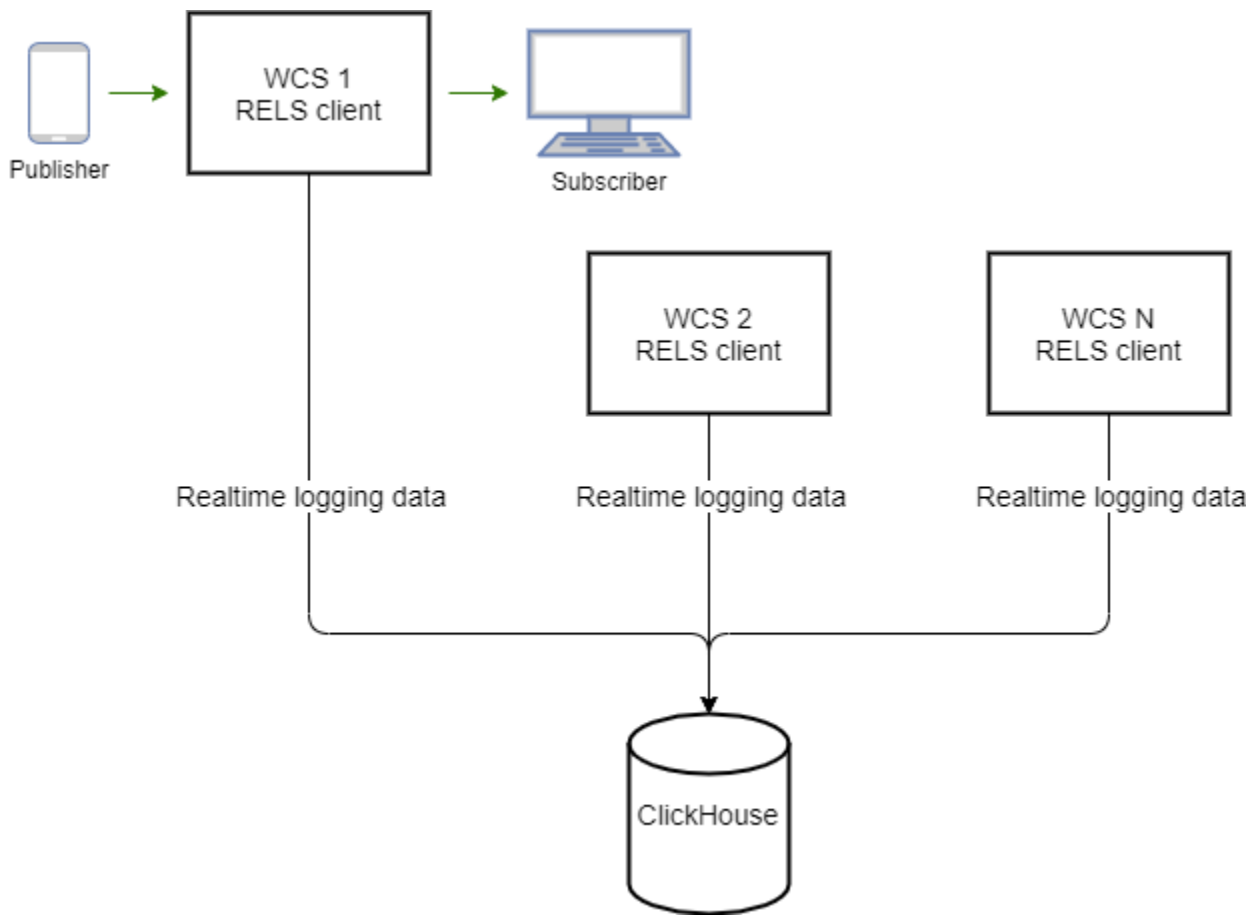 WCS 1
RELS client
Publisher
Subscriber
WCS 2
RELS client
WCS N
RELS client
Realtime logging data
Realtime logging data
Realtime logging data
ClickHouse